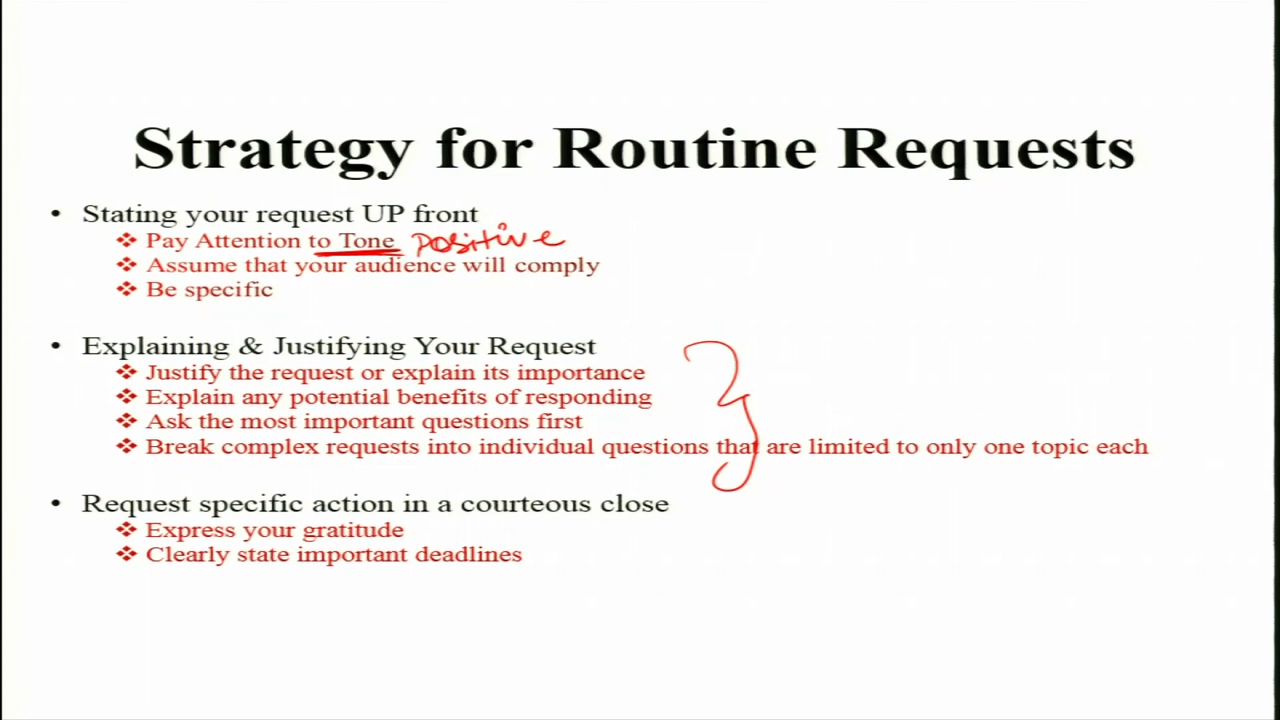 Strategy for Routine Requests
• Stating your request UP front
❖ Pay Attention to Tone positive
❖ Assume that your audience will comply
❖ Be specific
• Explaining & Justifying Your Request
❖ Justify the request or explain its importance
❖ Explain any potential benefits of responding
❖ Ask the most important questions first
❖ Break complex requests into individual questions that are limited to only one topic each
• Request specific action in a courteous close
❖ Express your gratitude
❖ Clearly state important deadlines